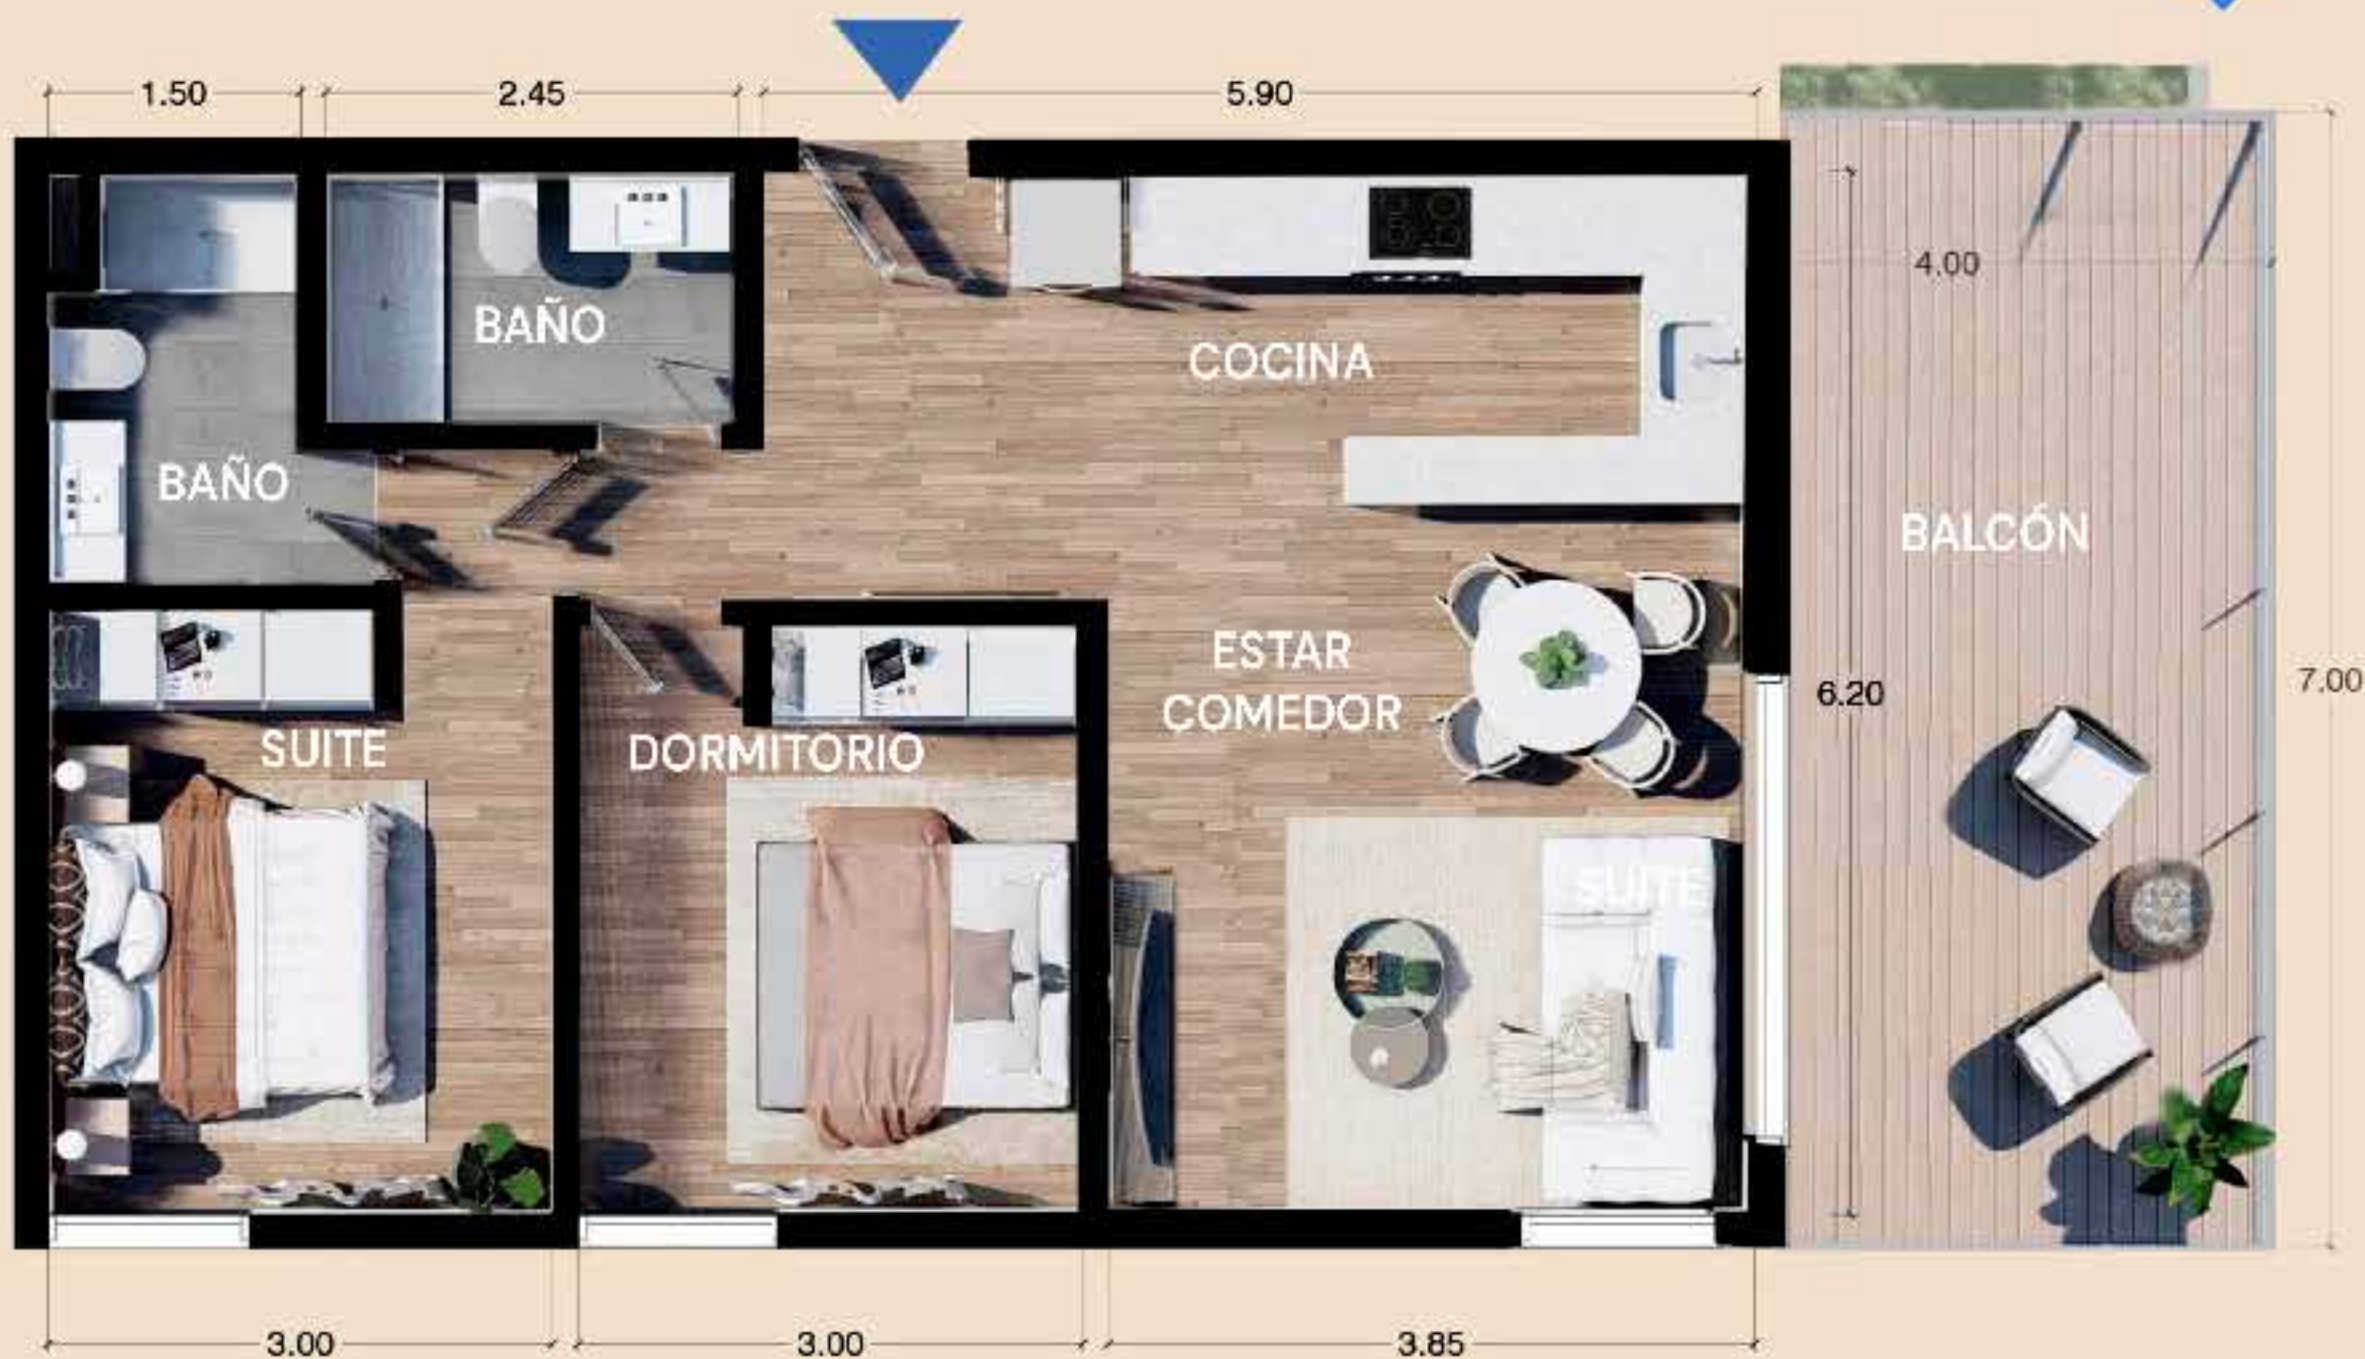 1.50
2.45
5.90
4.00
BAÑO
COCINA
BAÑO
BALCÓN
ESTAR
COMEDOR
7.00
6.20
SUITE
DORMITORIO
SUITE
3.00
3.00
3.85